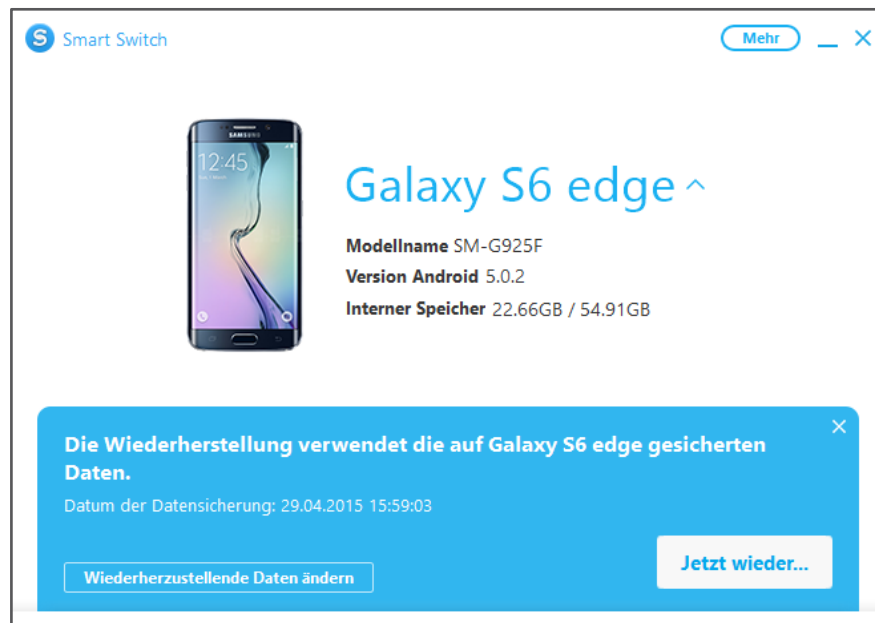 S Smart Switch
Mehr
SAMSUNG
12:45
Galaxy S6 edge
Modellname SM-G925F
Version Android 5.0.2
Interner Speicher 22.66GB / 54.91GB
Die Wiederherstellung verwendet die auf Galaxy S6 edge gesicherten
Daten.
Datum der Datensicherung: 29.04.2015 15:59:03
Jetzt wieder...
Wiederherzustellende Daten ändern